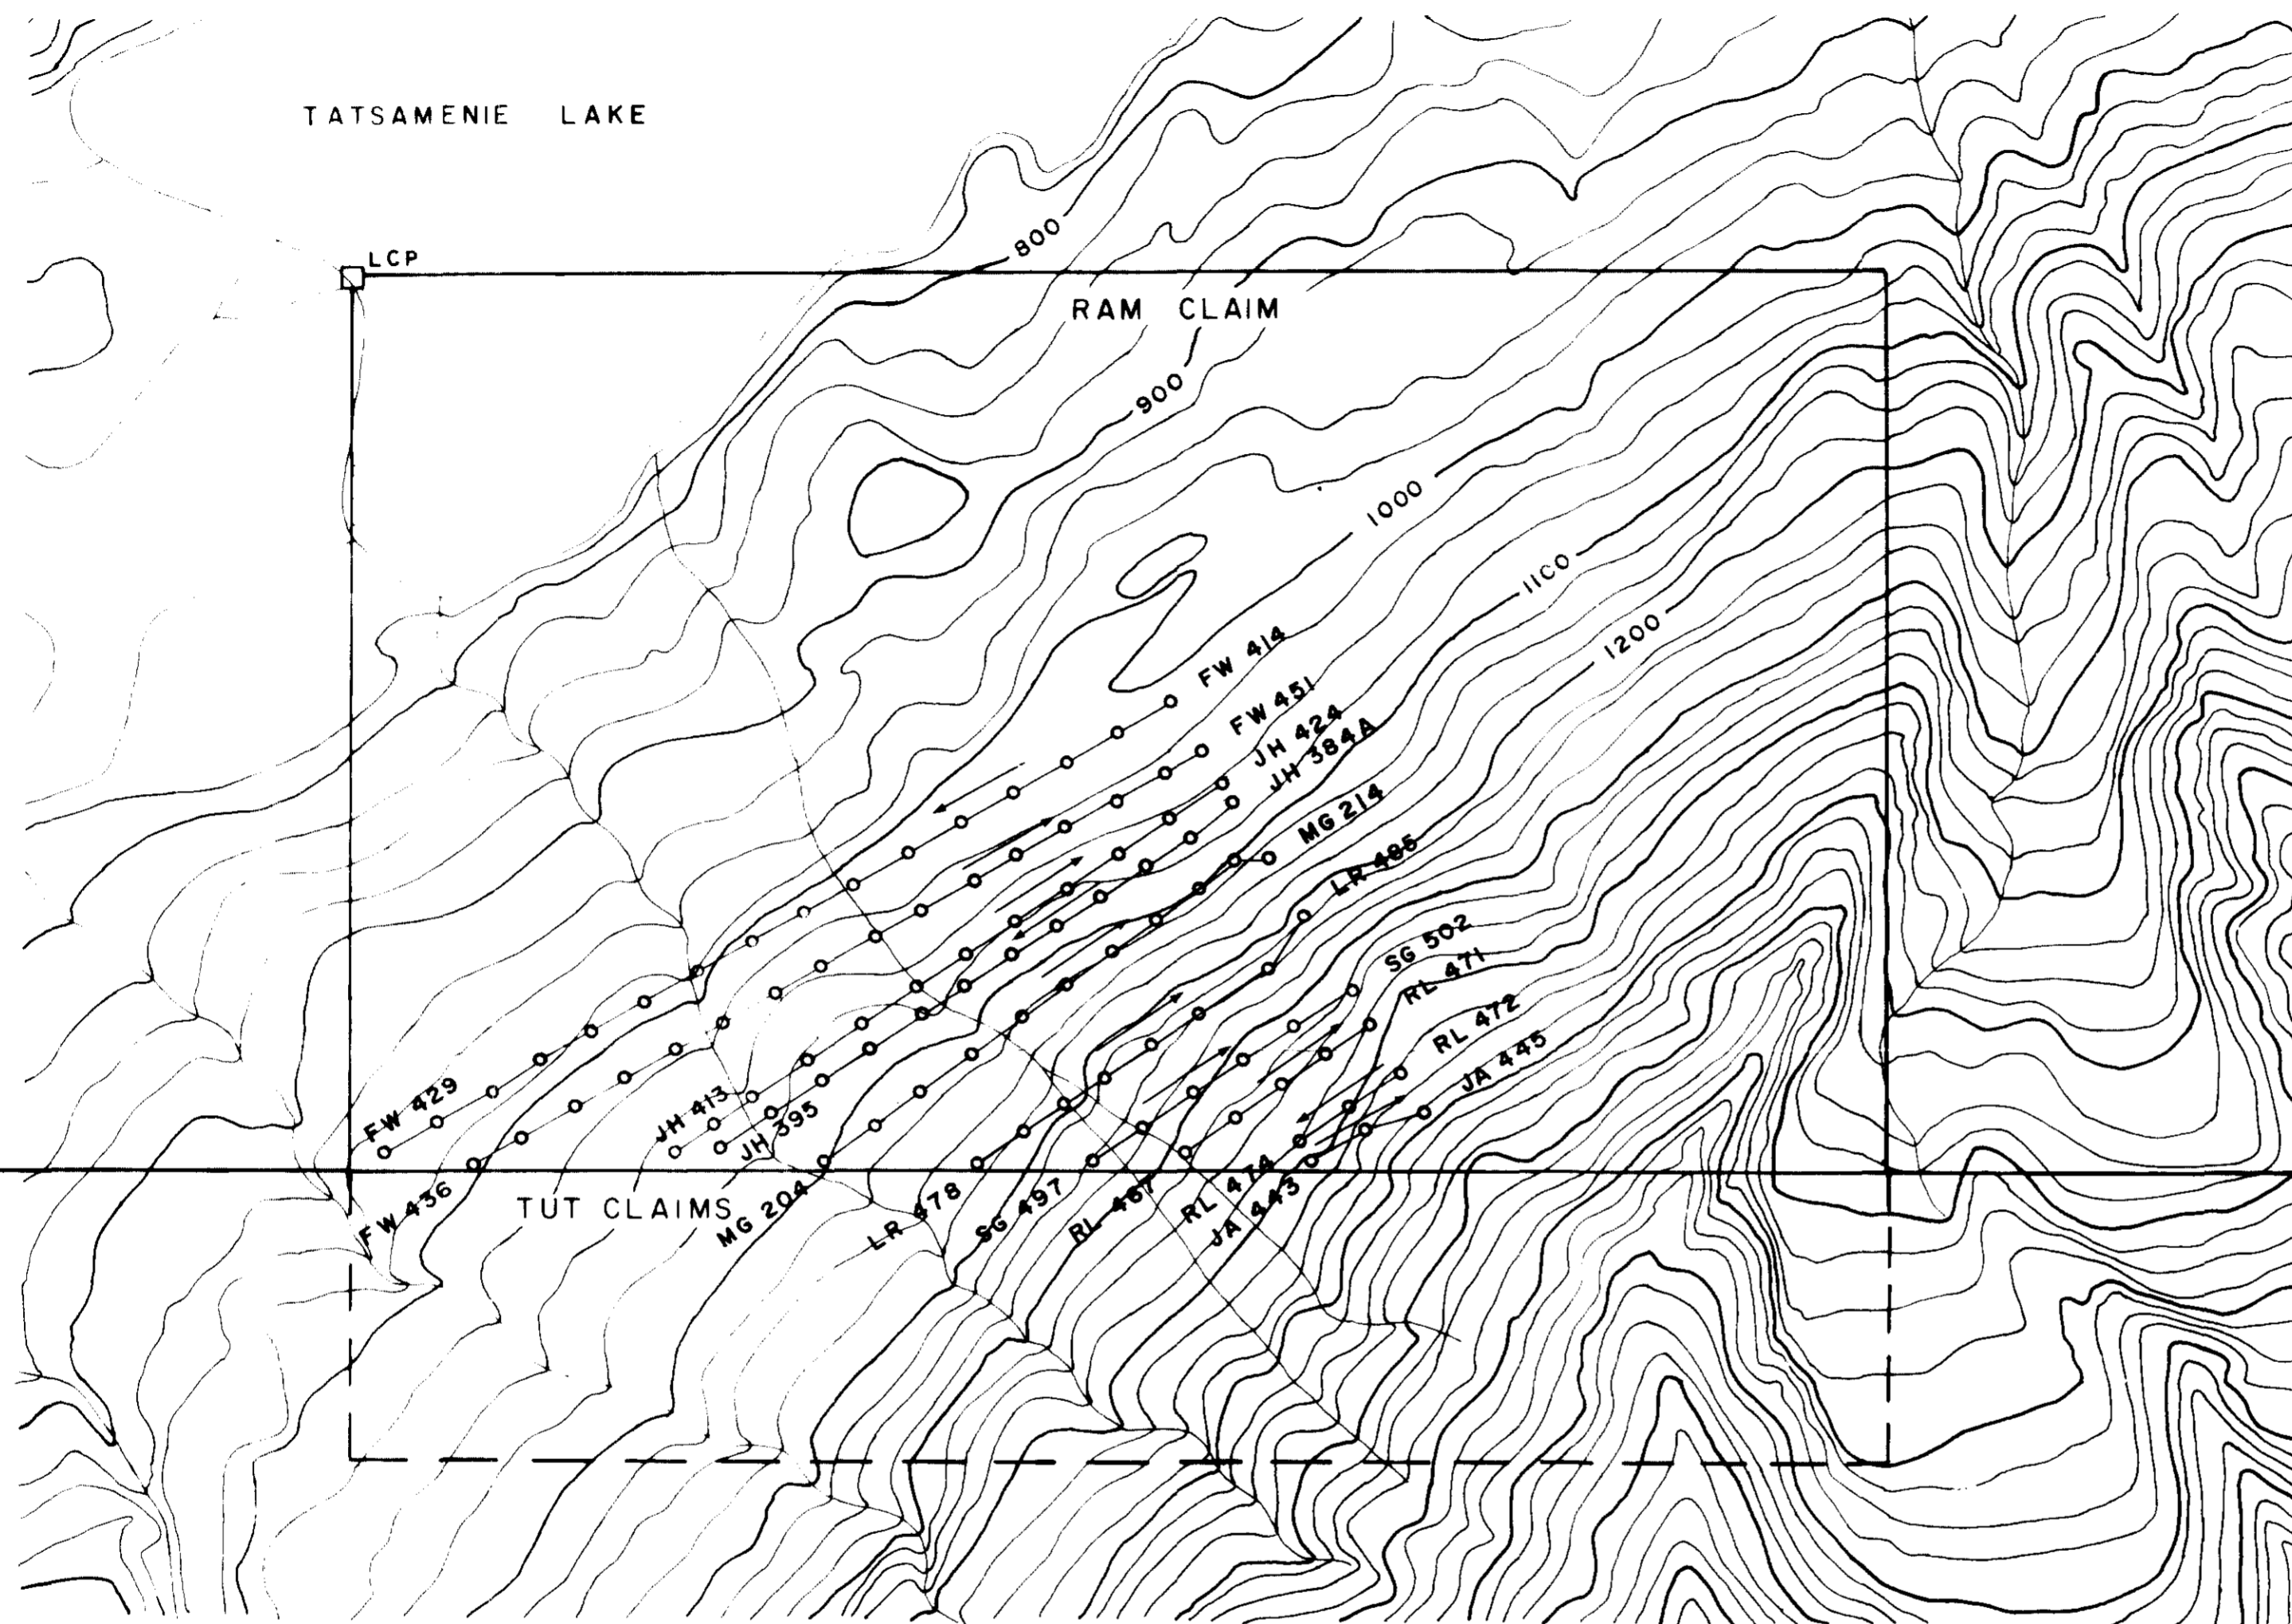 TATSAMENIE LAKE
LCP
800
RAM CLAIM
900
1000
1100
1200
FW 414
FW 451
JH 424
JH 384A
MG 214
LR 485
SG 502
RL 471
RL 472
JA 445
FW 429
JH 413
JH 395
FW 436
TUT CLAIMS
MG 204
LR 478
SG 497
RL 467
RL 474
JA 443